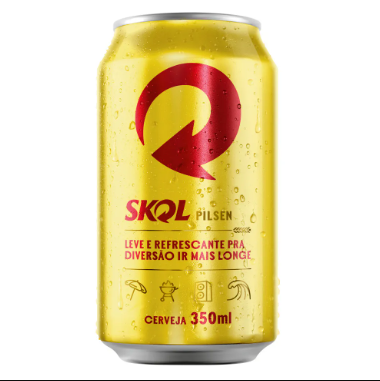 SKOL PILSEN
LEVE E REFRESCANTE PRA
DIVERSÃO IR MAIS LONGE
CERVEJA 350ml